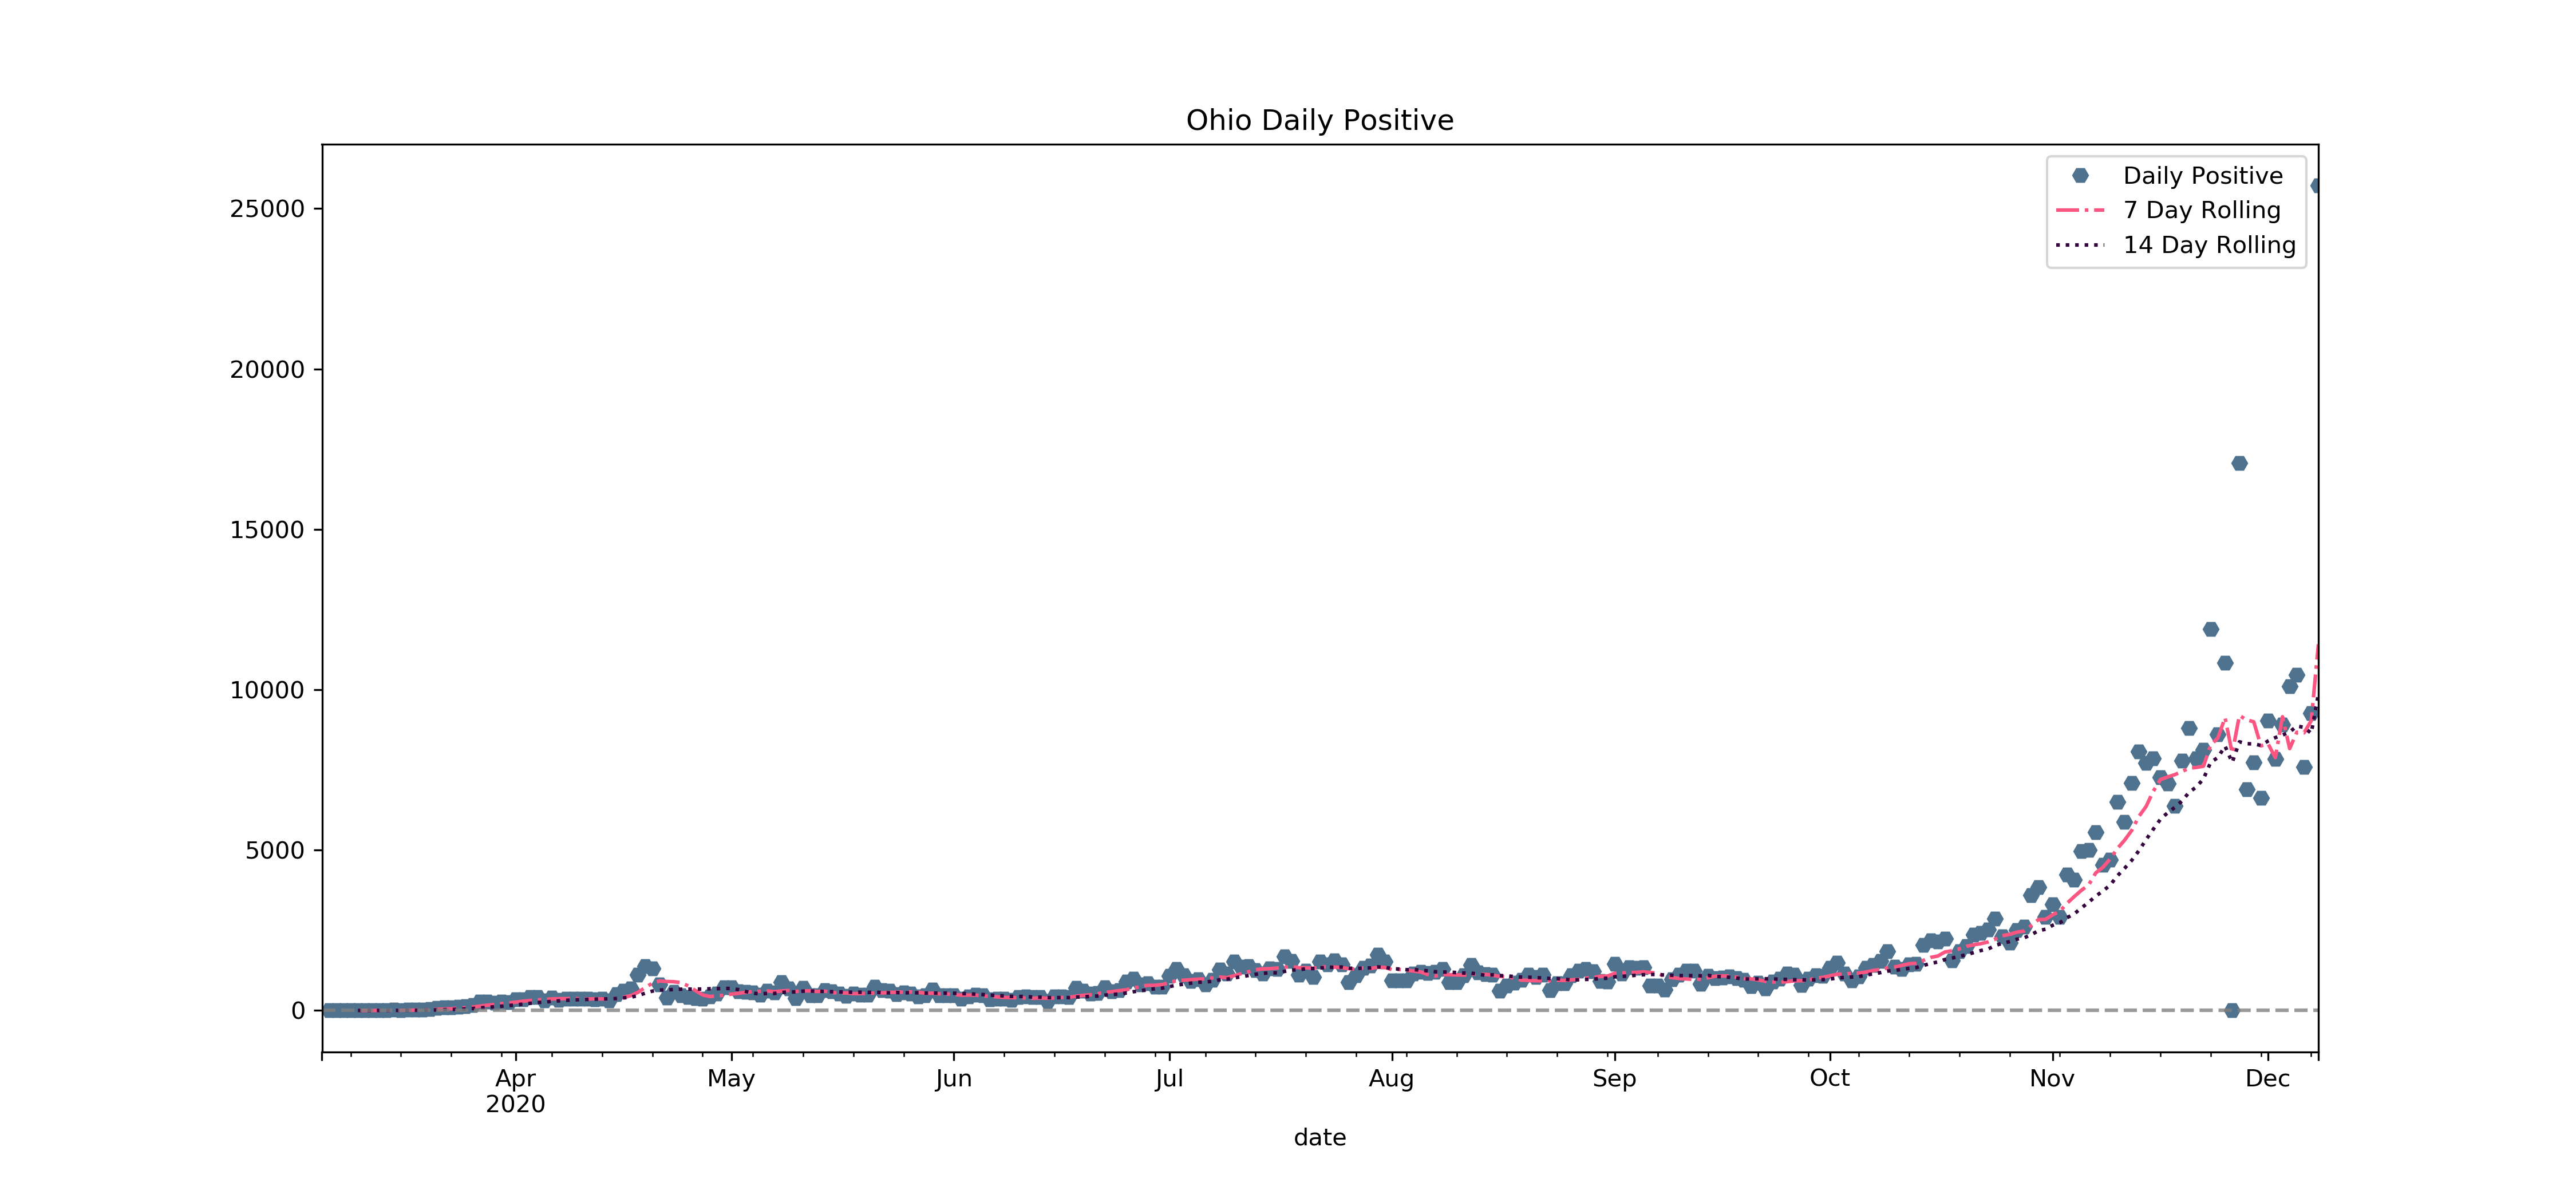 Ohio Daily Positive
Daily Positive
7 Day Rolling
14 Day Rolling
25000
20000
15000
10000
5000
0
Apr May Jun Jul Aug Sep Oct Nov Dec
2020
date